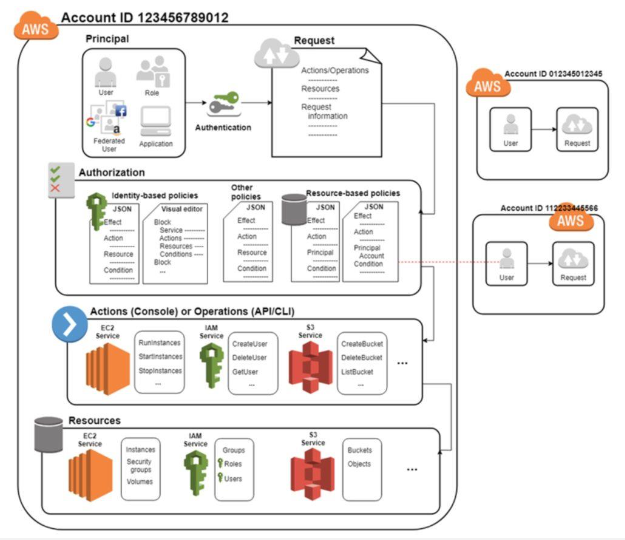 AWS
Account ID 123456789012
Principal
User
Role
Federated
User
Application
G
f
a
Authentication
Request
Actions/Operations
------------
Resources
------------
Request
information
------------
------------
AWS
Account ID 012345012345
User
Request
Authorization
Identity-based policies
JSON
Effect
------------
Action
------------
Resource
------------
Condition
------------
Visual editor
Block
Service ---------
Actions ---------
Resources ----
Conditions ----
Block
...
Other
policies
JSON
Effect
------------
Action
------------
Resource
------------
Condition
------------
Resource-based policies
JSON
Effect
------------
Action
------------
Principal
------------
Condition
------------
JSON
Effect
------------
Action
------------
Principal
Account
Condition
------------
Account ID 112233445566
AWS
User
Request
Actions (Console) or Operations (API/CLI)
EC2
Service
RunInstances
StartInstances
StopInstances
...
IAM
Service
CreateUser
DeleteUser
GetUser
...
S3
Service
CreateBucket
DeleteBucket
ListBucket
...
...
Resources
EC2
Service
Instances
Security
groups
Volumes
IAM
Service
Groups
Roles
Users
S3
Service
Buckets
Objects
...